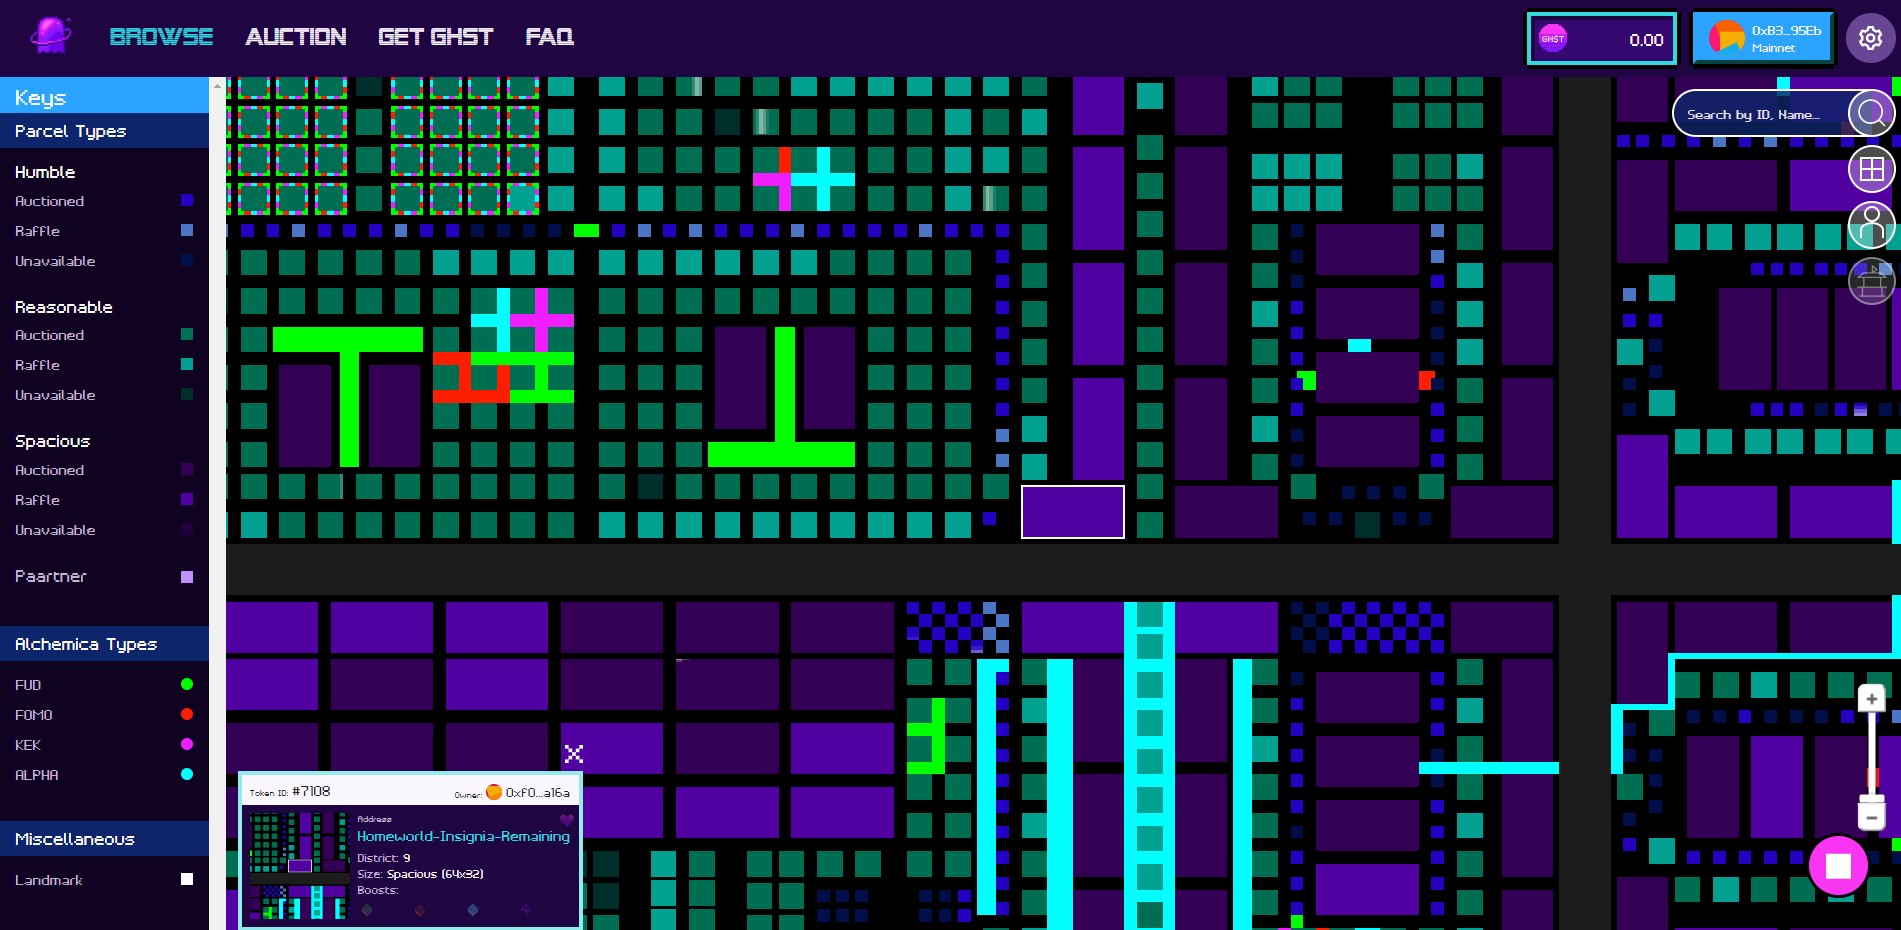 BROWSE AUCTION GET GHST FAQ
GHST 0.00
0xB3...95Eb
Mainnet
Search by ID, Name...
Keys
Parcel Types
Humble
Auctioned
Raffle
Unavailable
Reasonable
Auctioned
Raffle
Unavailable
Spacious
Auctioned
Raffle
Unavailable
Paartner
Alchemica Types
FUD
FOMO
KEK
ALPHA
Miscellaneous
Landmark
Token ID: #7108
Owner: 0xf0...a16a
Address
Homeworld-Insignia-Remaining
District: 9
Size: Spacious (64x32)
Boosts: